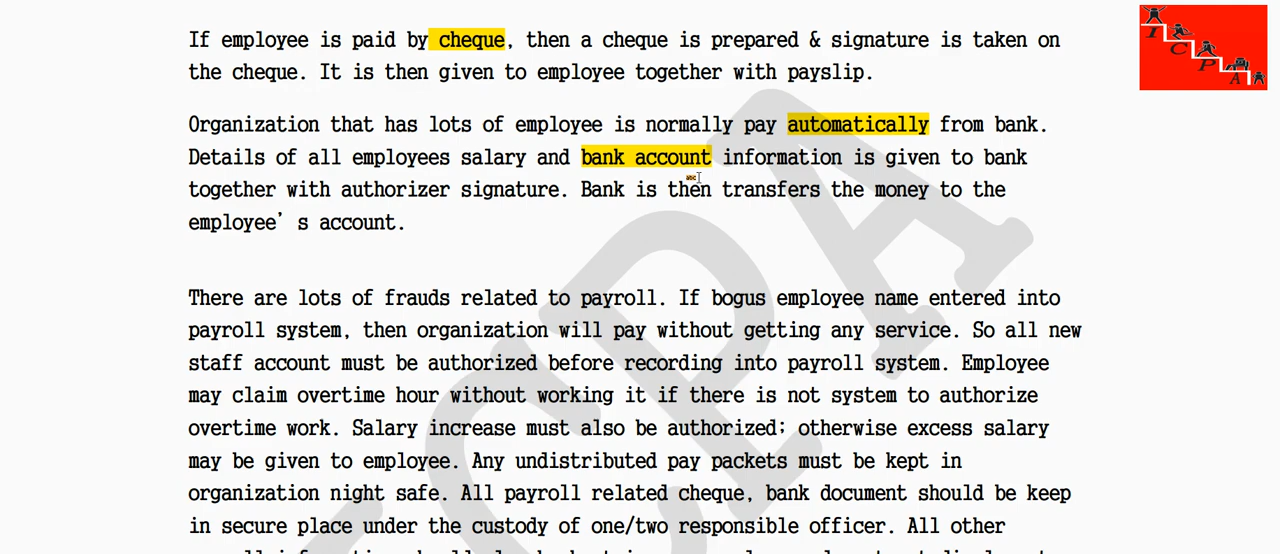 If employee is paid by cheque, then a cheque is prepared & signature is taken on
the cheque. It is then given to employee together with payslip.
Organization that has lots of employee is normally pay automatically from bank.
Details of all employees salary and bank account information is given to bank
together with authorizer signature. Bank is then transfers the money to the
employee’ s account.
There are lots of frauds related to payroll. If bogus employee name entered into
payroll system, then organization will pay without getting any service. So all new
staff account must be authorized before recording into payroll system. Employee
may claim overtime hour without working it if there is not system to authorize
overtime work. Salary increase must also be authorized; otherwise excess salary
may be given to employee. Any undistributed pay packets must be kept in
organization night safe. All payroll related cheque, bank document should be keep
in secure place under the custody of one/two responsible officer. All other
I C P A
ICPA